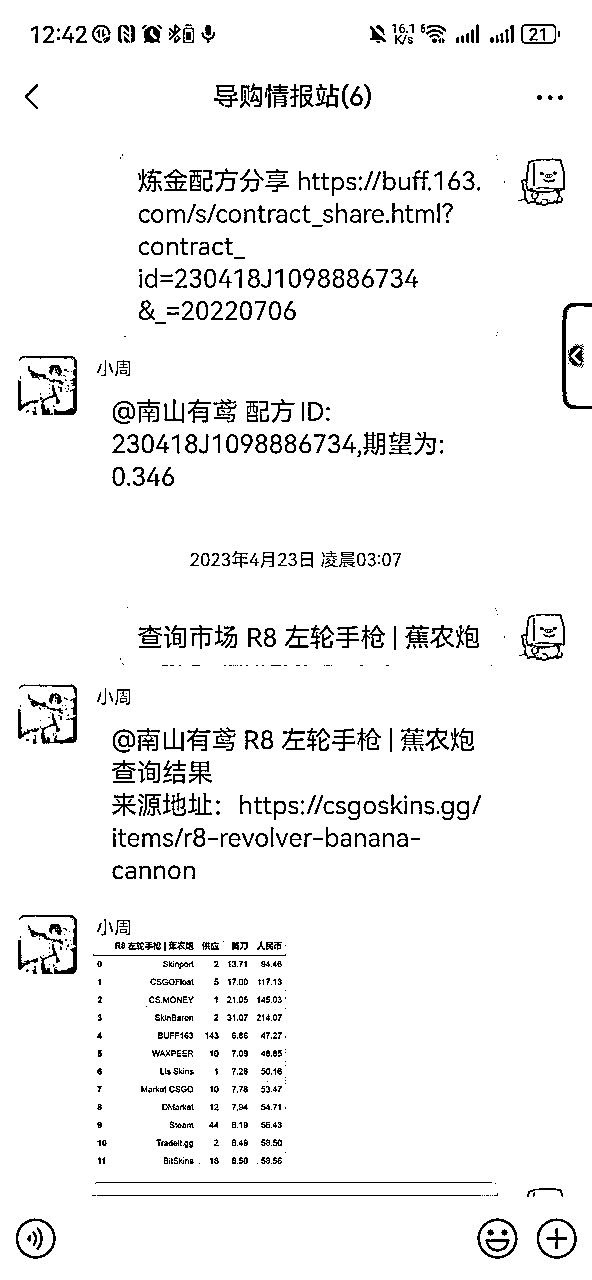 12:42 16.1 K/s 6 21
导购情报站(6)
炼金配方分享 https://buff.163.
com/s/contract_share.html?
contract_
id=230418J1098886734
&_=20220706
小周
@南山有鸢 配方 ID:
230418J1098886734,期望为:
0.346
2023年4月23日 凌晨03:07
查询市场 R8 左轮手枪 | 蕉农炮
小周
@南山有鸢 R8 左轮手枪 | 蕉农炮
查询结果
来源地址：https://csgoskins.gg/
items/r8-revolver-banana-
cannon
小周
R8 左轮手枪 | 蕉农炮 供应 美刀 人民币
0 Skinport 2 13.71 94.46
1 CSGOFloat 5 17.00 117.13
2 CS.MONEY 1 21.05 145.03
3 SkinBaron 2 31.07 214.07
4 BUFF163 143 6.86 47.27
5 WAXPEER 10 7.09 48.85
6 Lis Skins 1 7.28 50.16
7 Market CSGO 10 7.76 53.47
8 DMarket 12 7.94 54.71
9 Steam 44 8.19 56.43
10 Tradeit.gg 2 8.49 58.50
11 BitSkins 18 8.50 58.56